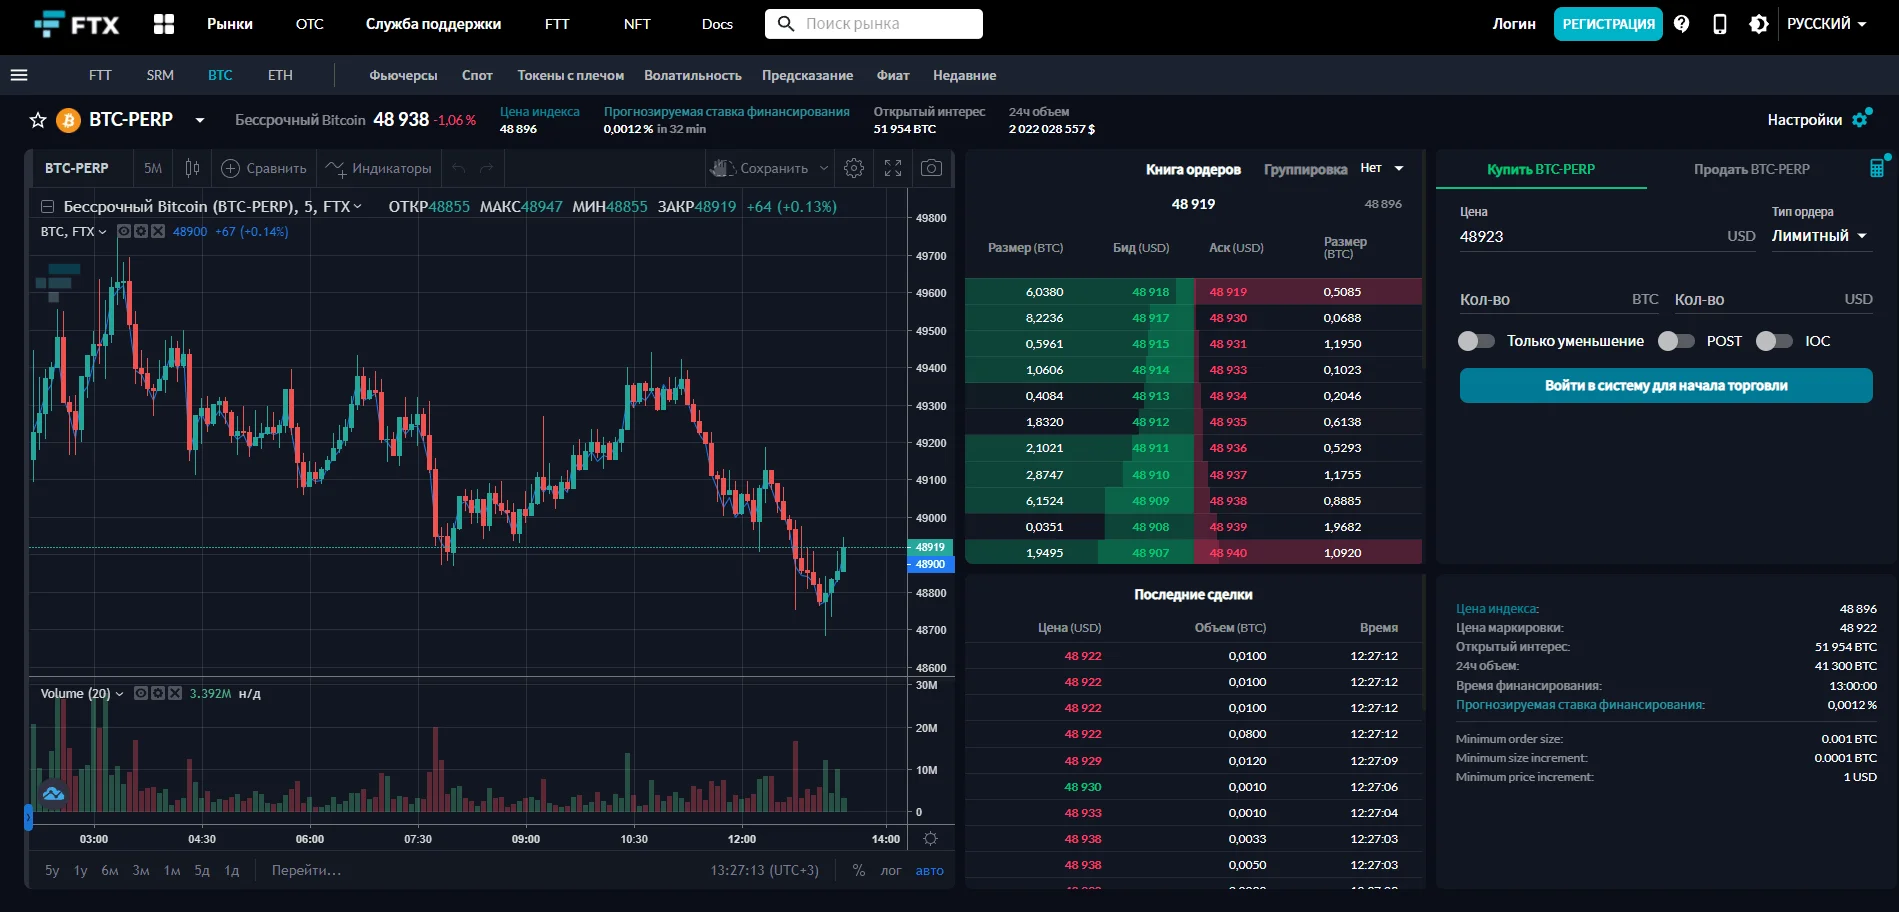 FTX Рынки OTC Служба поддержки FTT NFT Docs Поиск рынка Логин РЕГИСТРАЦИЯ РУССКИЙ
FTT SRM BTC ETH Фьючерсы Спот Токены с плечом Волатильность Предсказание Фиат Недавние
BTC-PERP Бессрочный Bitcoin 48 938 -1,06 %
Цена индекса
48 896
Прогнозируемая ставка финансирования
0,0012 % in 32 min
Открытый интерес
51 954 BTC
24ч объем
2 022 028 557 $
Настройки
BTC-PERP 5M Сравнить Индикаторы Сохранить
Бессрочный Bitcoin (BTC-PERP), 5, FTX ОТКР48855 МАКС48947 МИН48855 ЗАКР48919 +64 (+0.13%)
BTC, FTX 48900 +67 (+0.14%)
49800
49700
49600
49500
49400
49300
49200
49100
49000
48919
48900
48800
48700
48600
Volume (20) 3.392M н/д
30M
20M
10M
0
03:00 04:30 06:00 07:30 09:00 10:30 12:00 14:00
5y 1y 6м 3м 1м 5д 1д Перейти... 13:27:13 (UTC+3) % лог авто
Книга ордеров Группировка Нет
48 919 48 896
Размер (BTC) Бид (USD) Аск (USD) Размер (BTC)
6,0380 48 918 48 919 0,5085
8,2236 48 917 48 930 0,0688
0,5961 48 915 48 931 1,1950
1,0606 48 914 48 933 0,1023
0,4084 48 913 48 934 0,2046
1,8320 48 912 48 935 0,6138
2,1021 48 911 48 936 0,5293
2,8747 48 910 48 937 1,1755
6,1524 48 909 48 938 0,8885
0,0351 48 908 48 939 1,9682
1,9495 48 907 48 940 1,0920
Последние сделки
Цена (USD) Объем (BTC) Время
48 922 0,0100 12:27:12
48 922 0,0100 12:27:12
48 922 0,0100 12:27:12
48 922 0,0800 12:27:12
48 929 0,0120 12:27:09
48 930 0,0010 12:27:06
48 933 0,0010 12:27:04
48 938 0,0033 12:27:03
48 938 0,0050 12:27:03
Купить BTC-PERP Продать BTC-PERP
Цена Тип ордера
48923 USD Лимитный
Кол-во BTC Кол-во USD
Только уменьшение POST IOC
Войти в систему для начала торговли
Цена индекса: 48 896
Цена маркировки: 48 922
Открытый интерес: 51 954 BTC
24ч объем: 41 300 BTC
Время финансирования: 13:00:00
Прогнозируемая ставка финансирования: 0,0012 %
Minimum order size: 0.001 BTC
Minimum size increment: 0.0001 BTC
Minimum price increment: 1 USD